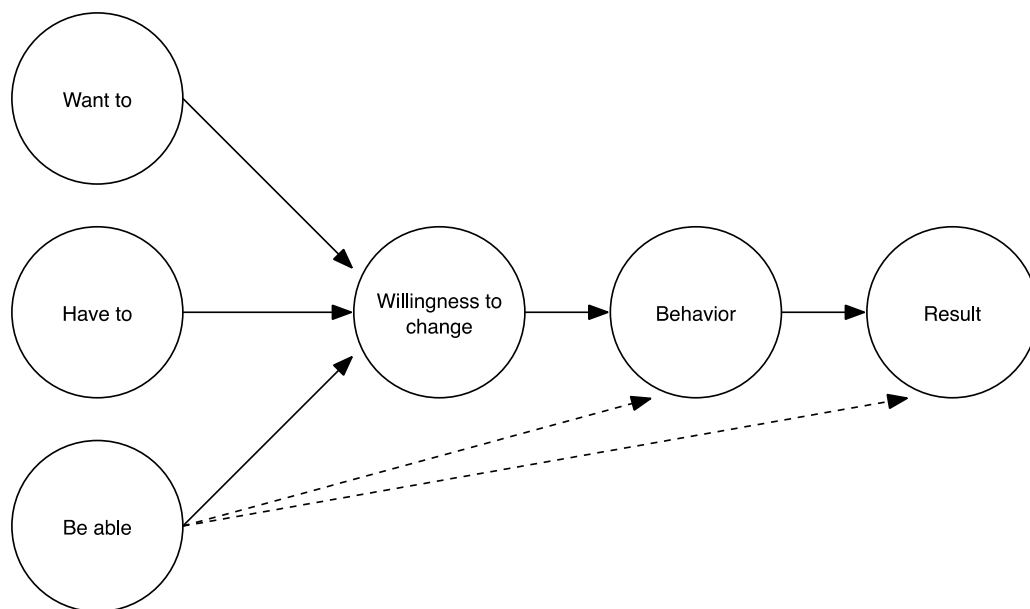 Want to
Have to
Willingness to
change
Behavior
Result
Be able